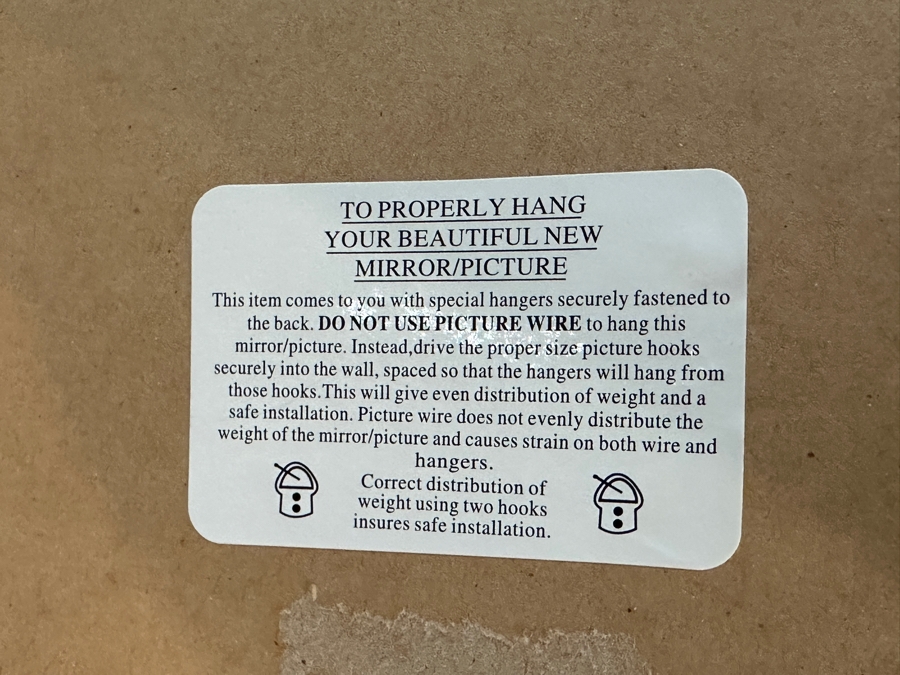 TO PROPERLY HANG
YOUR BEAUTIFUL NEW
MIRROR/PICTURE
This item comes to you with special hangers securely fastened to
the back. DO NOT USE PICTURE WIRE to hang this
mirror/picture. Instead,drive the proper size picture hooks
securely into the wall, spaced so that the hangers will hang from
those hooks.This will give even distribution of weight and a
safe installation. Picture wire does not evenly distribute the
weight of the mirror/picture and causes strain on both wire and
hangers.
Correct distribution of
weight using two hooks
insures safe installation.